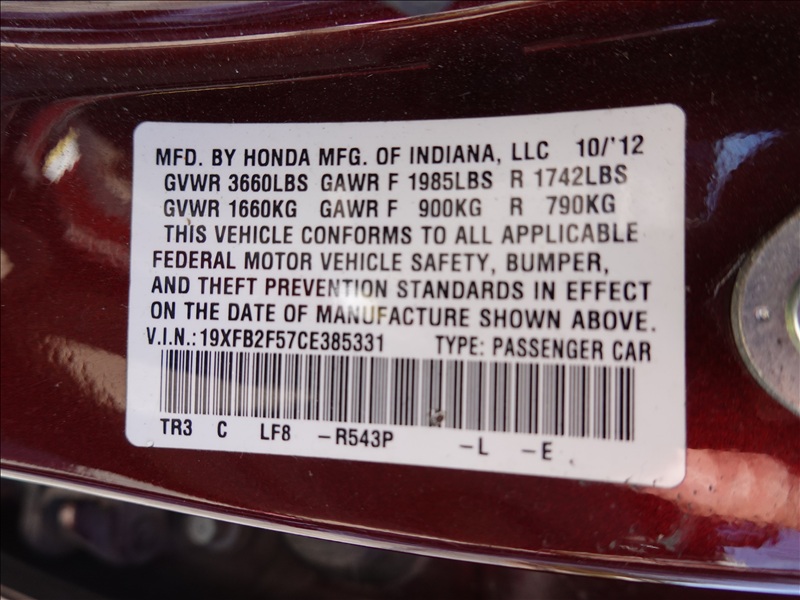 MFD. BY HONDA MFG. OF INDIANA, LLC 10/'12
GVWR 3660LBS GAWR F 1985LBS R 1742LBS
GVWR 1660KG GAWR F 900KG R 790KG
THIS VEHICLE CONFORMS TO ALL APPLICABLE
FEDERAL MOTOR VEHICLE SAFETY, BUMPER,
AND THEFT PREVENTION STANDARDS IN EFFECT
ON THE DATE OF MANUFACTURE SHOWN ABOVE.
V.I.N.:19XFB2F57CE385331 TYPE: PASSENGER CAR
TR3 C LF8 -R543P -L -E